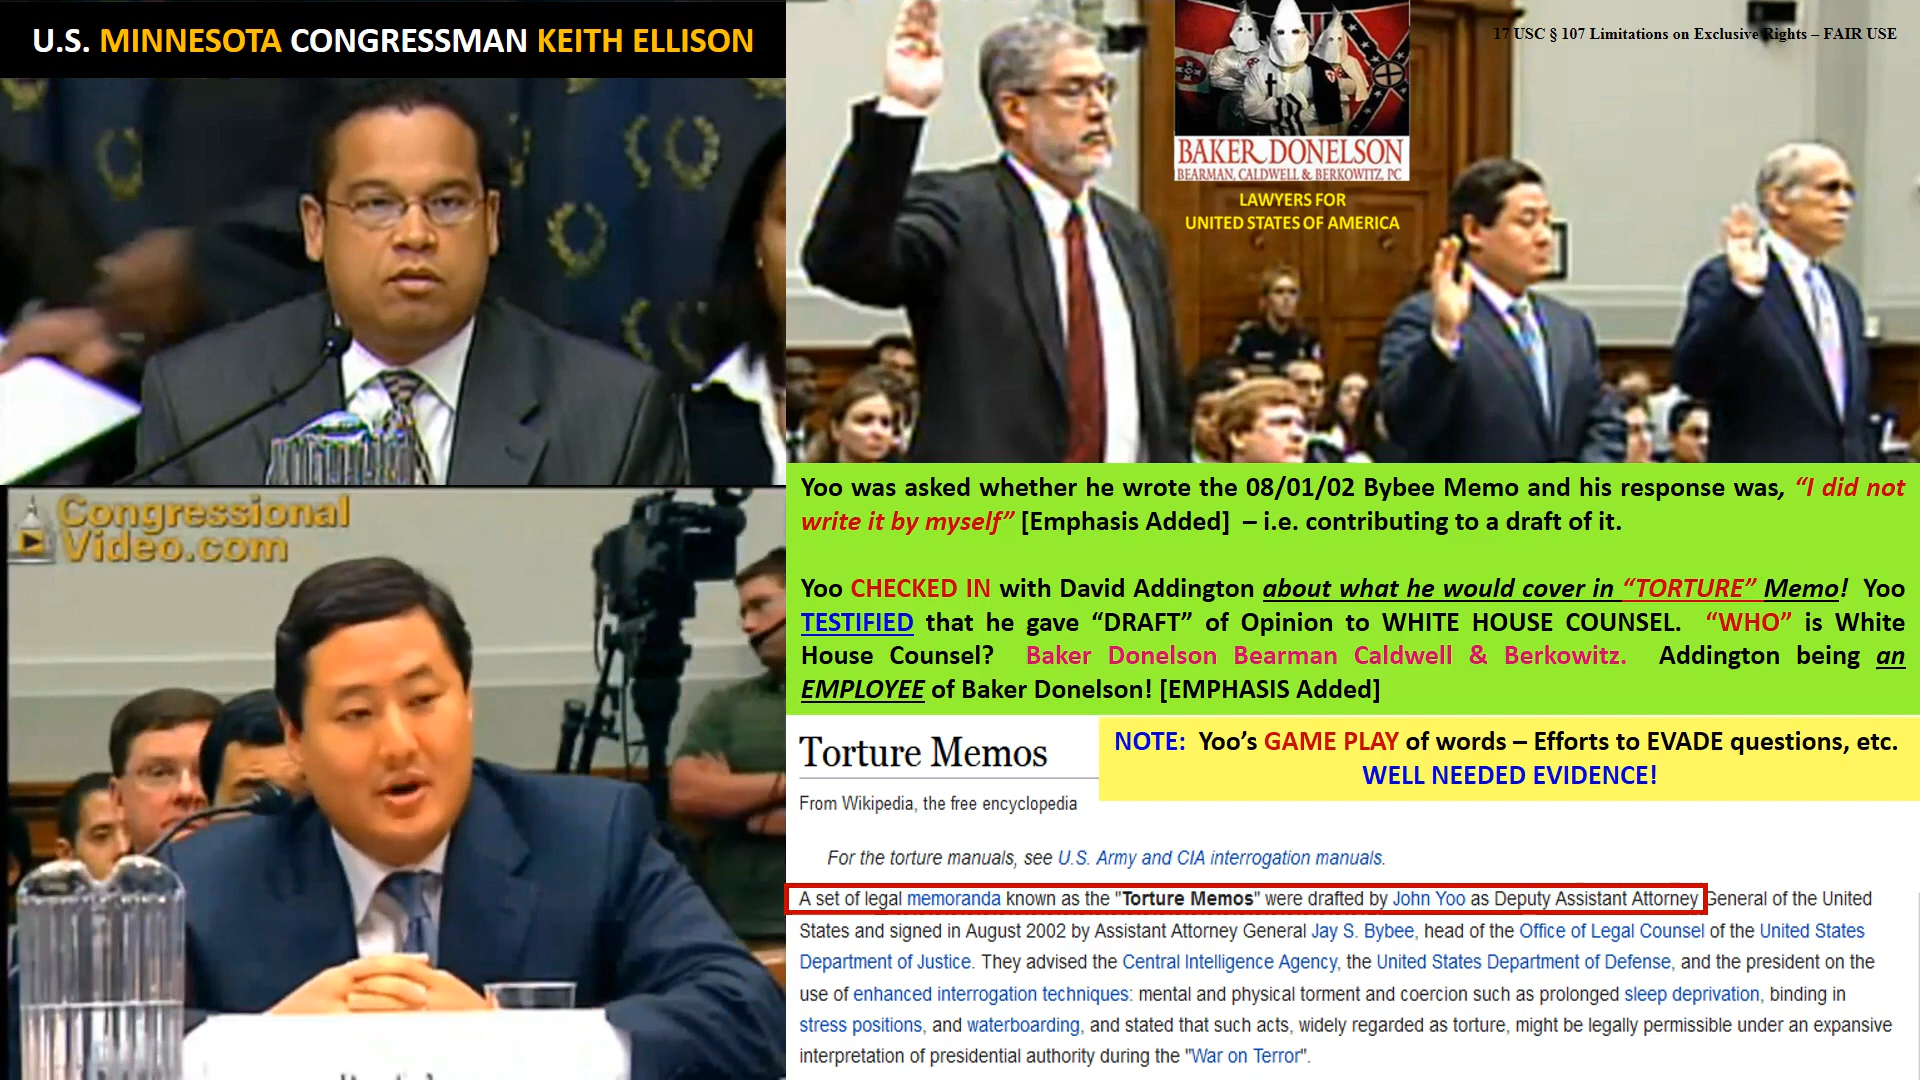 U.S. MINNESOTA CONGRESSMAN KEITH ELLISON
17 USC § 107 Limitations on Exclusive Rights – FAIR USE
BAKER DONELSON
BEARMAN, CALDWELL & BERKOWITZ, PC
LAWYERS FOR
UNITED STATES OF AMERICA
Congressional
Video.com
Yoo was asked whether he wrote the 08/01/02 Bybee Memo and his response was, “I did not
write it by myself” [Emphasis Added] – i.e. contributing to a draft of it.
Yoo CHECKED IN with David Addington about what he would cover in “TORTURE” Memo! Yoo
TESTIFIED that he gave “DRAFT” of Opinion to WHITE HOUSE COUNSEL. “WHO” is White
House Counsel? Baker Donelson Bearman Caldwell & Berkowitz. Addington being an
EMPLOYEE of Baker Donelson! [EMPHASIS Added]
NOTE: Yoo’s GAME PLAY of words – Efforts to EVADE questions, etc.
WELL NEEDED EVIDENCE!
Torture Memos
From Wikipedia, the free encyclopedia
For the torture manuals, see U.S. Army and CIA interrogation manuals.
A set of legal memoranda known as the "Torture Memos" were drafted by John Yoo as Deputy Assistant Attorney General of the United
States and signed in August 2002 by Assistant Attorney General Jay S. Bybee, head of the Office of Legal Counsel of the United States
Department of Justice. They advised the Central Intelligence Agency, the United States Department of Defense, and the president on the
use of enhanced interrogation techniques: mental and physical torment and coercion such as prolonged sleep deprivation, binding in
stress positions, and waterboarding, and stated that such acts, widely regarded as torture, might be legally permissible under an expansive
interpretation of presidential authority during the "War on Terror".